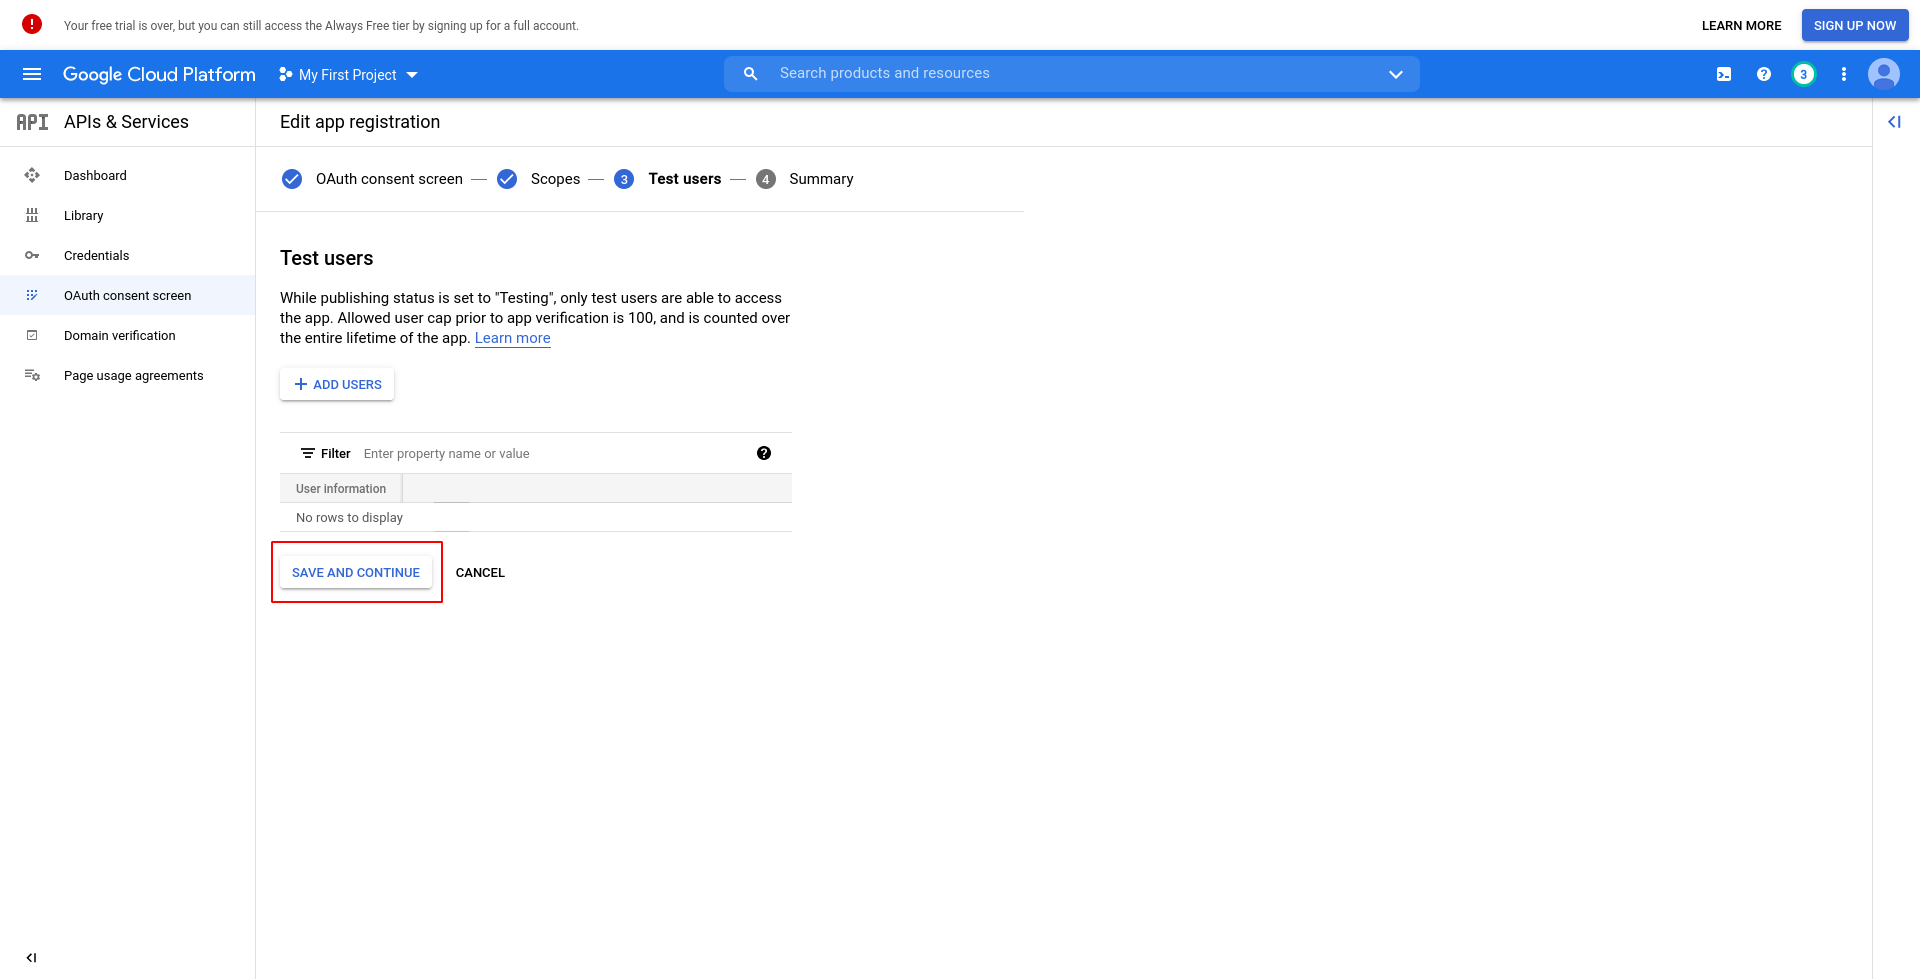 Your free trial is over, but you can still access the Always Free tier by signing up for a full account.
LEARN MORE
SIGN UP NOW
Google Cloud Platform
My First Project
Search products and resources
3
API
APIs & Services
Edit app registration
Dashboard
Library
Credentials
OAuth consent screen
Domain verification
Page usage agreements
OAuth consent screen
Scopes
3
Test users
4
Summary
Test users
While publishing status is set to "Testing", only test users are able to access
the app. Allowed user cap prior to app verification is 100, and is counted over
the entire lifetime of the app. Learn more
ADD USERS
Filter
Enter property name or value
User information
No rows to display
SAVE AND CONTINUE
CANCEL